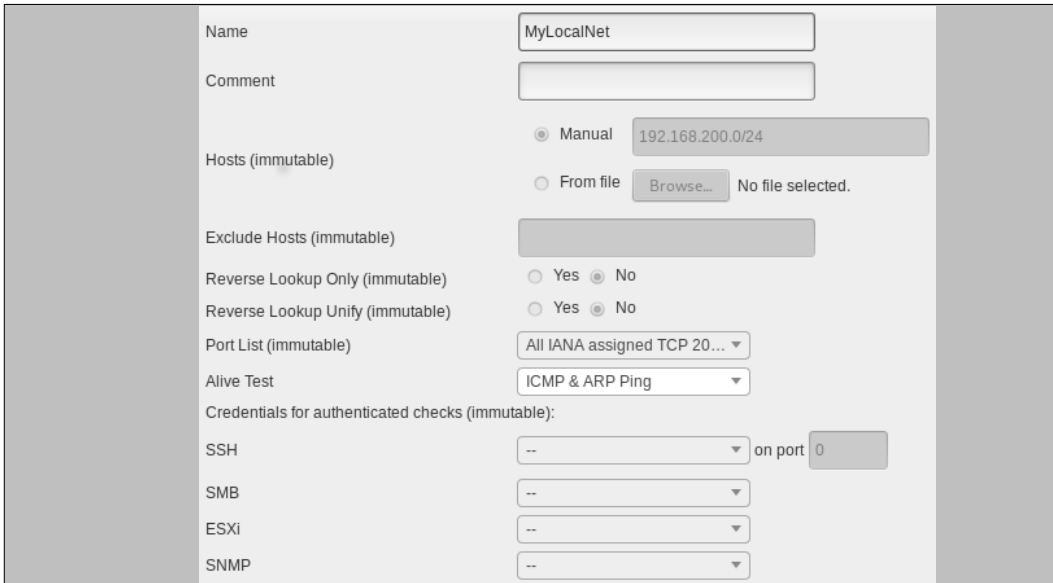 Name MyLocalNet
Comment
Hosts (immutable)
Manual 192.168.200.0/24
From file Browse... No file selected.
Exclude Hosts (immutable)
Reverse Lookup Only (immutable) Yes No
Reverse Lookup Unify (immutable) Yes No
Port List (immutable) All IANA assigned TCP 20...
Alive Test ICMP & ARP Ping
Credentials for authenticated checks (immutable):
SSH -- on port 0
SMB --
ESXi --
SNMP --